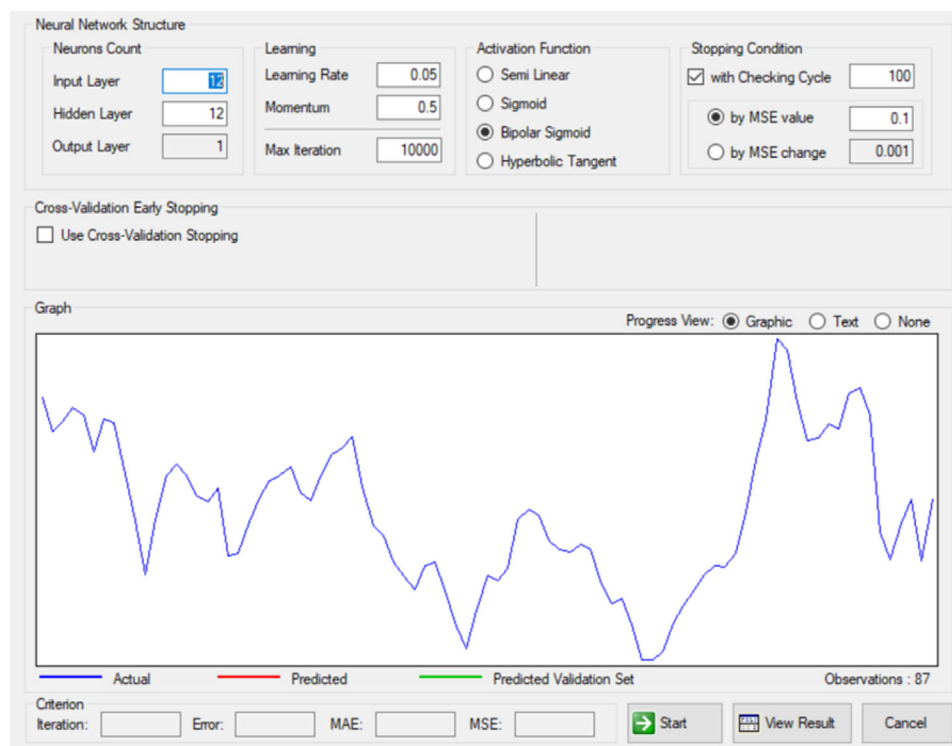 Neural Network Structure
Neurons Count
Input Layer 12
Hidden Layer 12
Output Layer 1
Learning
Learning Rate 0.05
Momentum 0.5
Max Iteration 10000
Activation Function
Semi Linear
Sigmoid
Bipolar Sigmoid
Hyperbolic Tangent
Stopping Condition
with Checking Cycle 100
by MSE value 0.1
by MSE change 0.001
Cross-Validation Early Stopping
Use Cross-Validation Stopping
Graph
Progress View: Graphic Text None
Actual Predicted Predicted Validation Set Observations : 87
Criterion
Iteration: Error: MAE: MSE: Start View Result Cancel